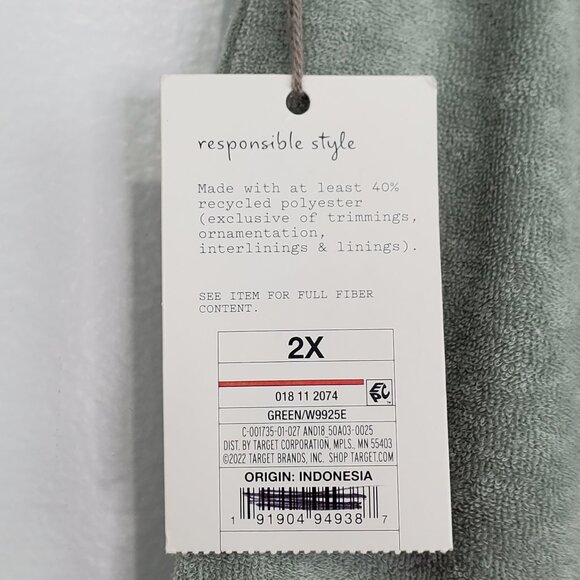 responsible style
Made with at least 40%
recycled polyester
(exclusive of trimmings,
ornamentation,
interlinings & linings).
SEE ITEM FOR FULL FIBER
CONTENT.
2X
018 11 2074
EPC™
GREEN/W9925E
C-001735-01-027 AND18_50A03-0025
DIST. BY TARGET CORPORATION, MPLS., MN 55403
©2022 TARGET BRANDS, INC. SHOP TARGET.COM
ORIGIN: INDONESIA
1 91904 94938 7